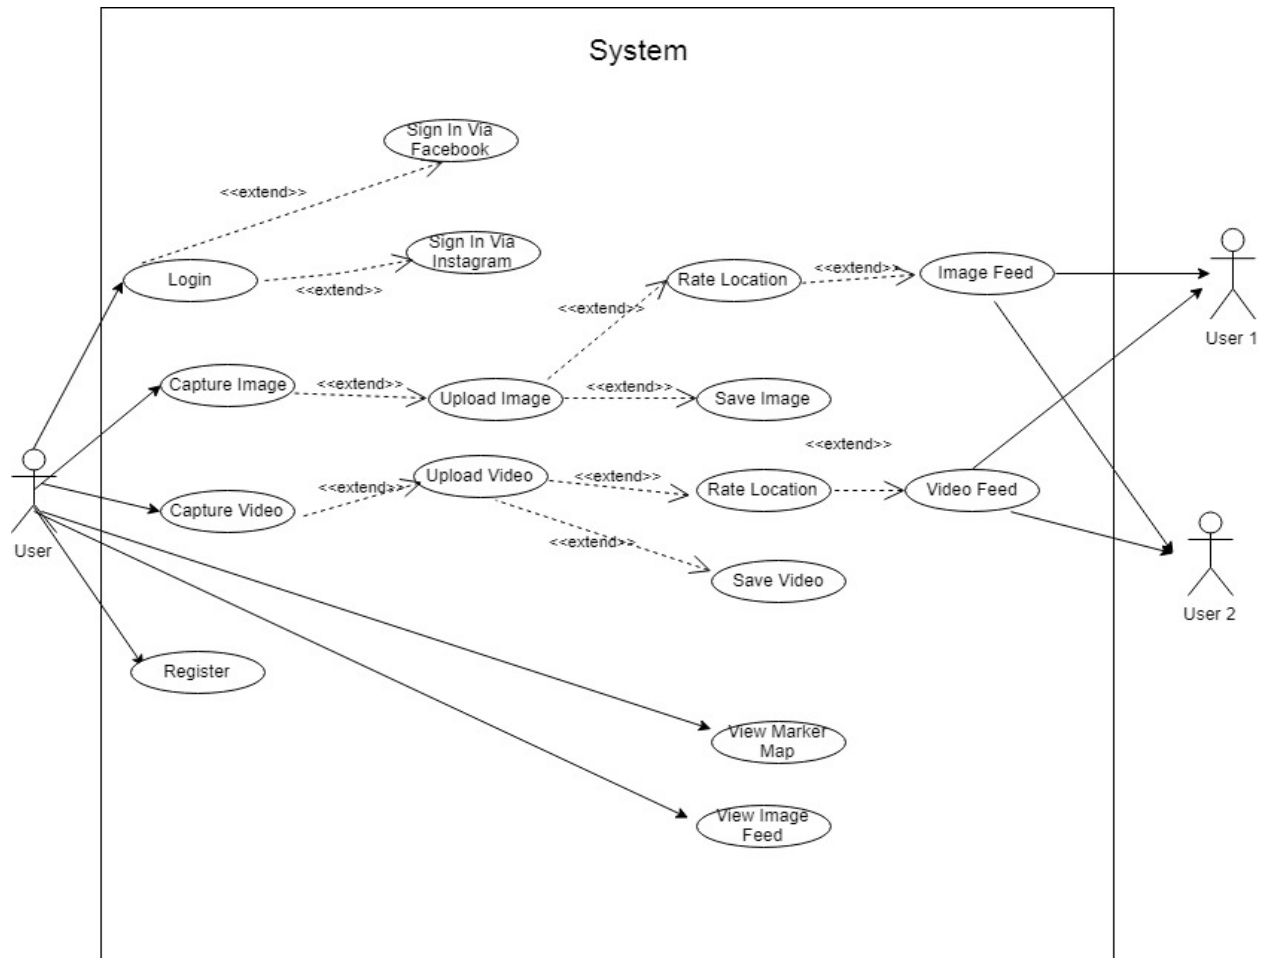 System
Sign In Via
Facebook
<<extend>>
Sign In Via
Instagram
Login
<<extend>>
Rate Location
<<extend>>
Image Feed
<<extend>>
User 1
Capture Image
<<extend>>
Upload Image
<<extend>>
Save Image
<<extend>>
Upload Video
<<extend>>
Rate Location
Video Feed
<<extend>>
Capture Video
User
<<extend>>
Save Video
User 2
Register
View Marker
Map
View Image
Feed